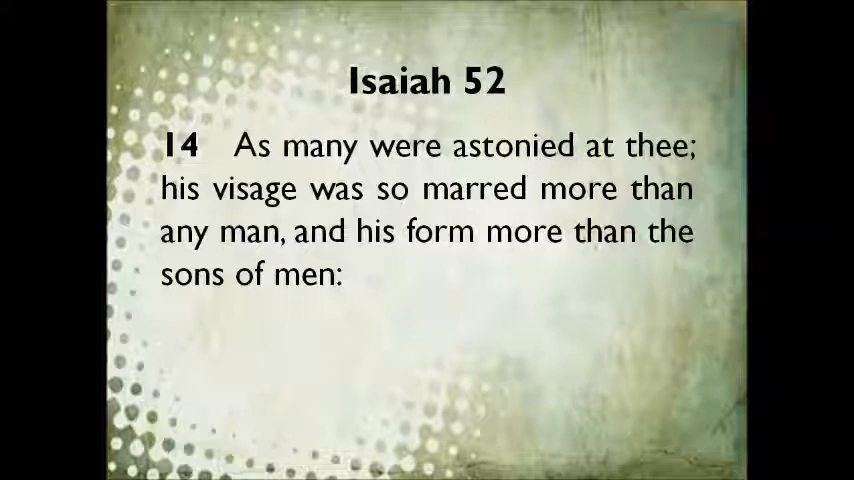 Isaiah 52
14 As many were astonied at thee;
his visage was so marred more than
any man, and his form more than the
sons of men: